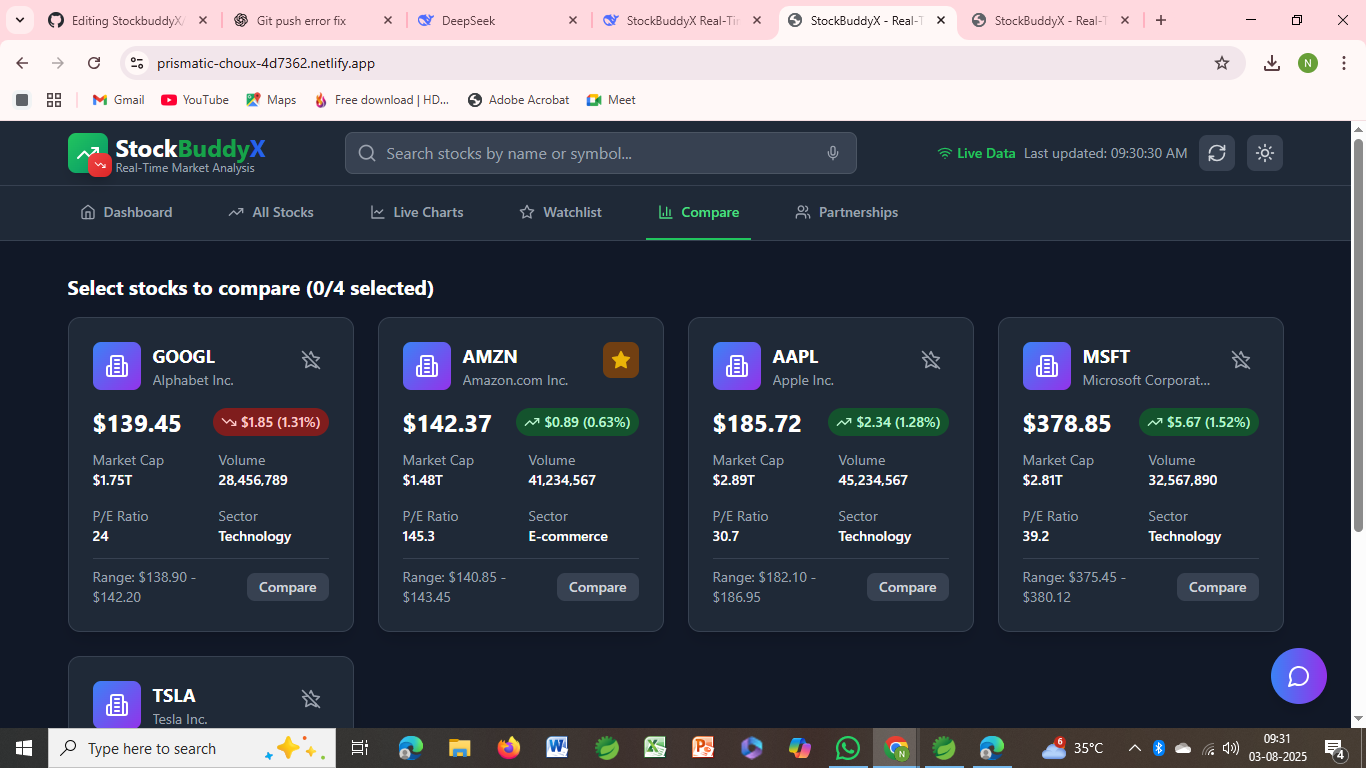 Editing StockbuddyX/
Git push error fix
DeepSeek
StockBuddyX Real-Ti
StockBuddyX - Real-T
StockBuddyX - Real-T
prismatic-choux-4d7362.netlify.app
N
Gmail
YouTube
Maps
Free download | HD...
Adobe Acrobat
Meet
StockBuddyX
Real-Time Market Analysis
Search stocks by name or symbol...
Live Data
Last updated: 09:30:30 AM
Dashboard
All Stocks
Live Charts
Watchlist
Compare
Partnerships
Select stocks to compare (0/4 selected)
GOOGL
Alphabet Inc.
$139.45
$1.85 (1.31%)
Market Cap
Volume
$1.75T
28,456,789
P/E Ratio
Sector
24
Technology
Range: $138.90 -
$142.20
Compare
AMZN
Amazon.com Inc.
$142.37
$0.89 (0.63%)
Market Cap
Volume
$1.48T
41,234,567
P/E Ratio
Sector
145.3
E-commerce
Range: $140.85 -
$143.45
Compare
AAPL
Apple Inc.
$185.72
$2.34 (1.28%)
Market Cap
Volume
$2.89T
45,234,567
P/E Ratio
Sector
30.7
Technology
Range: $182.10 -
$186.95
Compare
MSFT
Microsoft Corporat...
$378.85
$5.67 (1.52%)
Market Cap
Volume
$2.81T
32,567,890
P/E Ratio
Sector
39.2
Technology
Range: $375.45 -
$380.12
Compare
TSLA
Tesla Inc.
Type here to search
6
35°C
09:31
03-08-2025
4